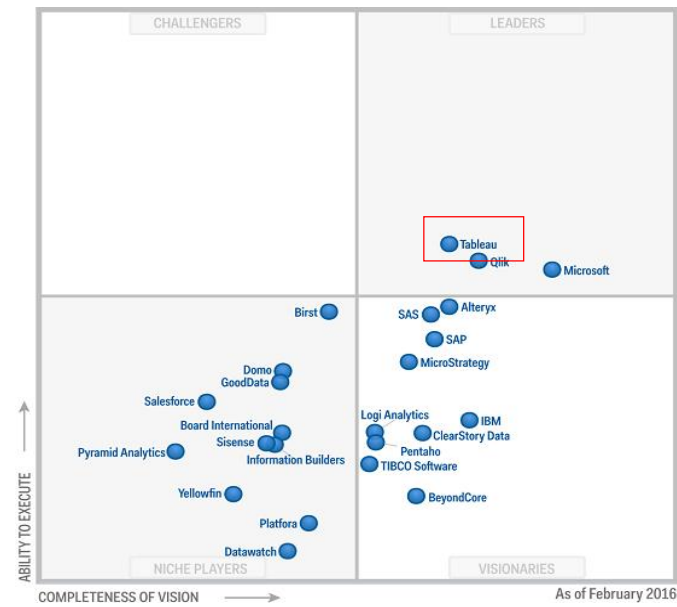 CHALLENGERS
LEADERS
Tableau
Qlik
Microsoft
Birst
SAS
Alteryx
SAP
MicroStrategy
Domo
GoodData
Salesforce
Board International
Sisense
Information Builders
Pyramid Analytics
Logi Analytics
IBM
ClearStory Data
Pentaho
TIBCO Software
Yellowfin
BeyondCore
Platfora
Datawatch
NICHE PLAYERS
VISIONARIES
ABILITY TO EXECUTE
COMPLETENESS OF VISION
As of February 2016